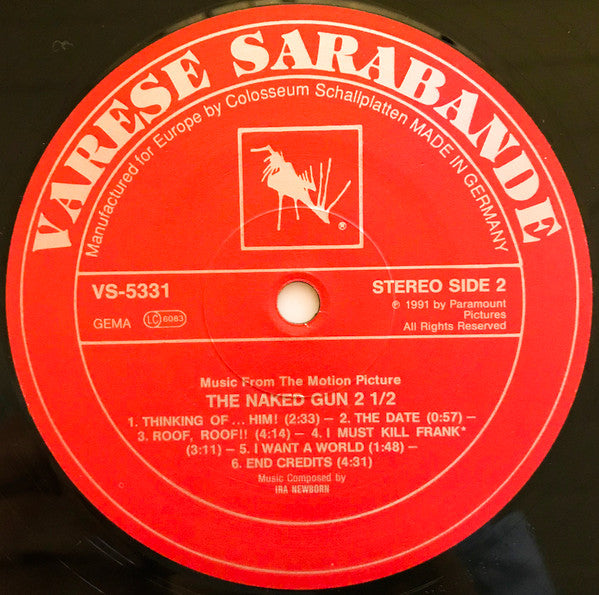 VARESE SARABANDE
Manufactured for Europe by Colosseum Schallplatten MADE IN GERMANY
®
VS-5331
GEMA LC 6083
STEREO SIDE 2
℗ 1991 by Paramount
Pictures
All Rights Reserved
Music From The Motion Picture
THE NAKED GUN 2 1/2
1. THINKING OF ... HIM! (2:33) – 2. THE DATE (0:57) –
3. ROOF, ROOF!! (4:14) – 4. I MUST KILL FRANK*
(3:11) – 5. I WANT A WORLD (1:48) –
6. END CREDITS (4:31)
Music Composed by
IRA NEWBORN